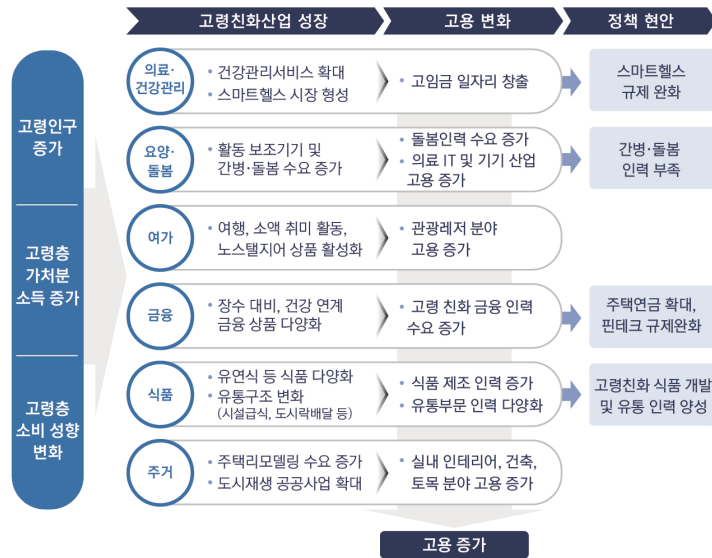 고령친화산업 성장
고용 변화
정책 현안
고령인구
증가
고령층
가처분
소득 증가
고령층
소비 성향
변화
의료·
건강관리
• 건강관리서비스 확대
• 스마트헬스 시장 형성
• 고임금 일자리 창출
스마트헬스
규제 완화
요양·
돌봄
• 활동 보조기기 및
간병·돌봄 수요 증가
• 돌봄인력 수요 증가
• 의료 IT 및 기기 산업
고용 증가
간병·돌봄
인력 부족
여가
• 여행, 소액 취미 활동,
노스탤지어 상품 활성화
• 관광레저 분야
고용 증가
금융
• 장수 대비, 건강 연계
금융 상품 다양화
• 고령 친화 금융 인력
수요 증가
주택연금 확대,
핀테크 규제완화
식품
• 유연식 등 식품 다양화
• 유통구조 변화
(시설급식, 도시락배달 등)
• 식품 제조 인력 증가
• 유통부문 인력 다양화
고령친화 식품 개발
및 유통 인력 양성
주거
• 주택리모델링 수요 증가
• 도시재생 공공사업 확대
• 실내 인테리어, 건축,
토목 분야 고용 증가
고용 증가